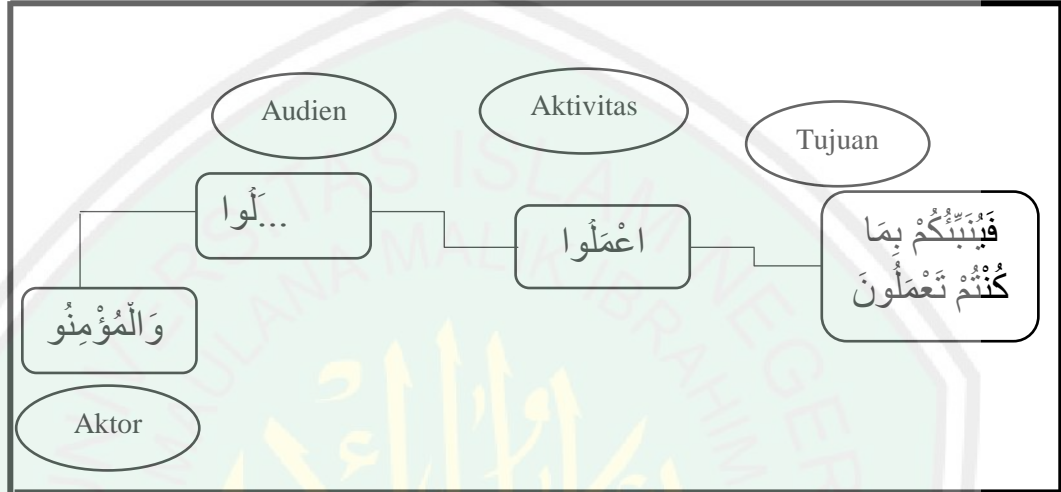 Audien
Aktivitas
Tujuan
...َلُوا
اعْمَلُوا
فَيُنَبِّئُكُمْ بِمَا
كُنْتُمْ تَعْمَلُونَ
وَالْمُؤْمِنُو
Aktor